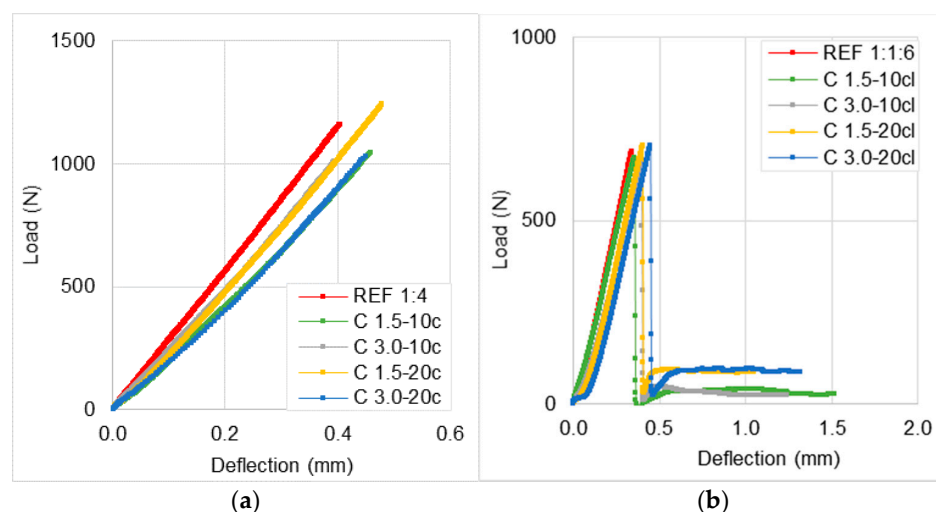 1500
1000
500
0
0.0 0.2 0.4 0.6
Load (N)
Deflection (mm)
REF 1:4
C 1.5-10c
C 3.0-10c
C 1.5-20c
C 3.0-20c
(a)
1000
500
0
0.0 0.5 1.0 1.5 2.0
Load (N)
Deflection (mm)
REF 1:1:6
C 1.5-10cl
C 3.0-10cl
C 1.5-20cl
C 3.0-20cl
(b)